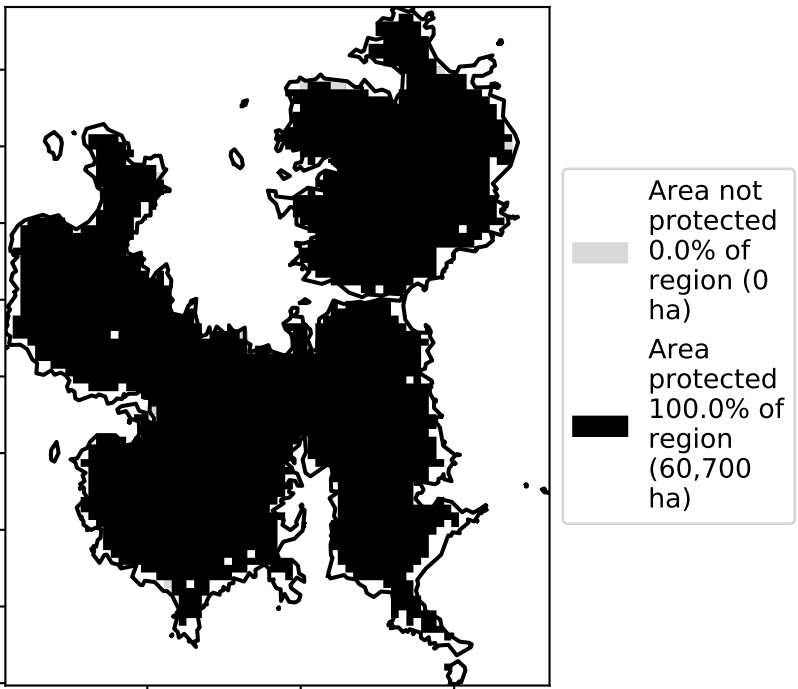 Area not
protected
0.0% of
region (0
ha)
Area
protected
100.0% of
region
(60,700
ha)